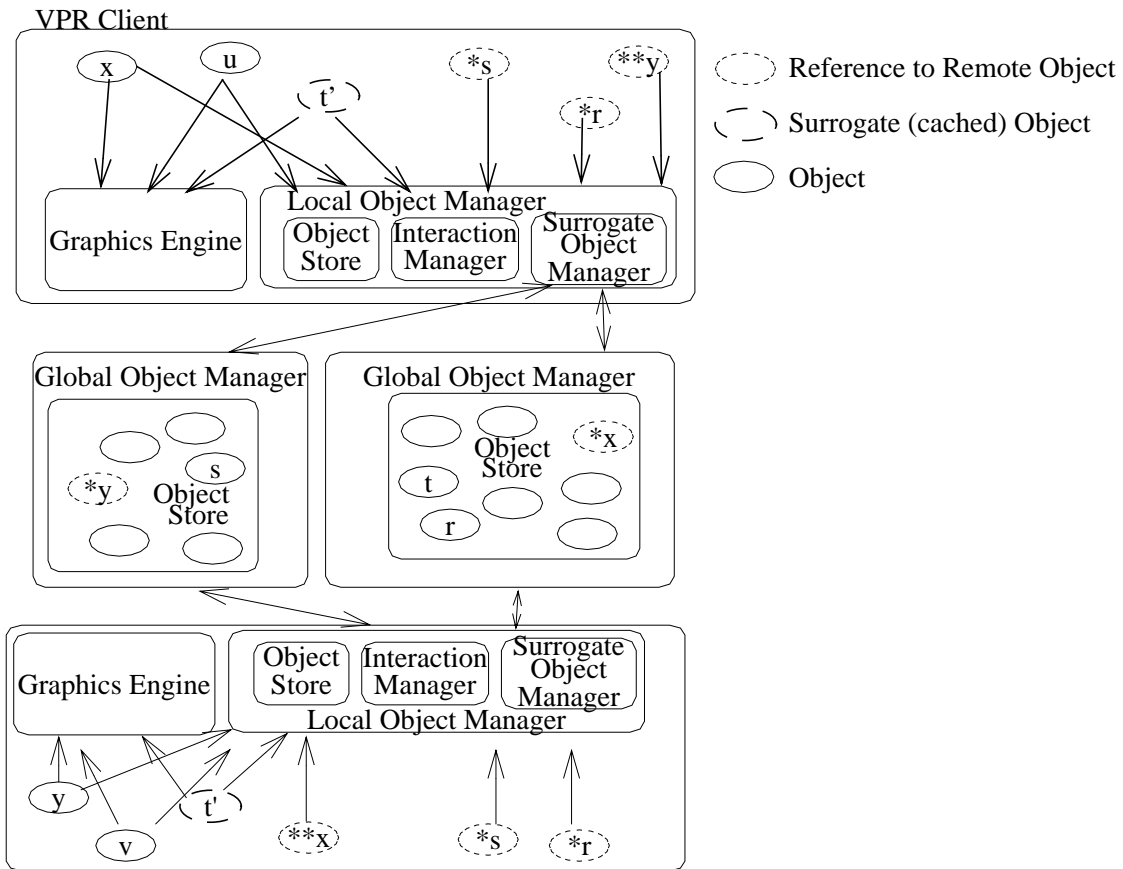 VPR Client
x
u
t’
*s
**y
*r
Reference to Remote Object
Surrogate (cached) Object
Object
Graphics Engine
Local Object Manager
Object
Store
Interaction
Manager
Surrogate
Object
Manager
Global Object Manager
s
*y
Object
Store
Global Object Manager
*x
Object
Store
t
r
Graphics Engine
Object
Store
Interaction
Manager
Surrogate
Object
Manager
Local Object Manager
y
t'
v
**x
*s
*r